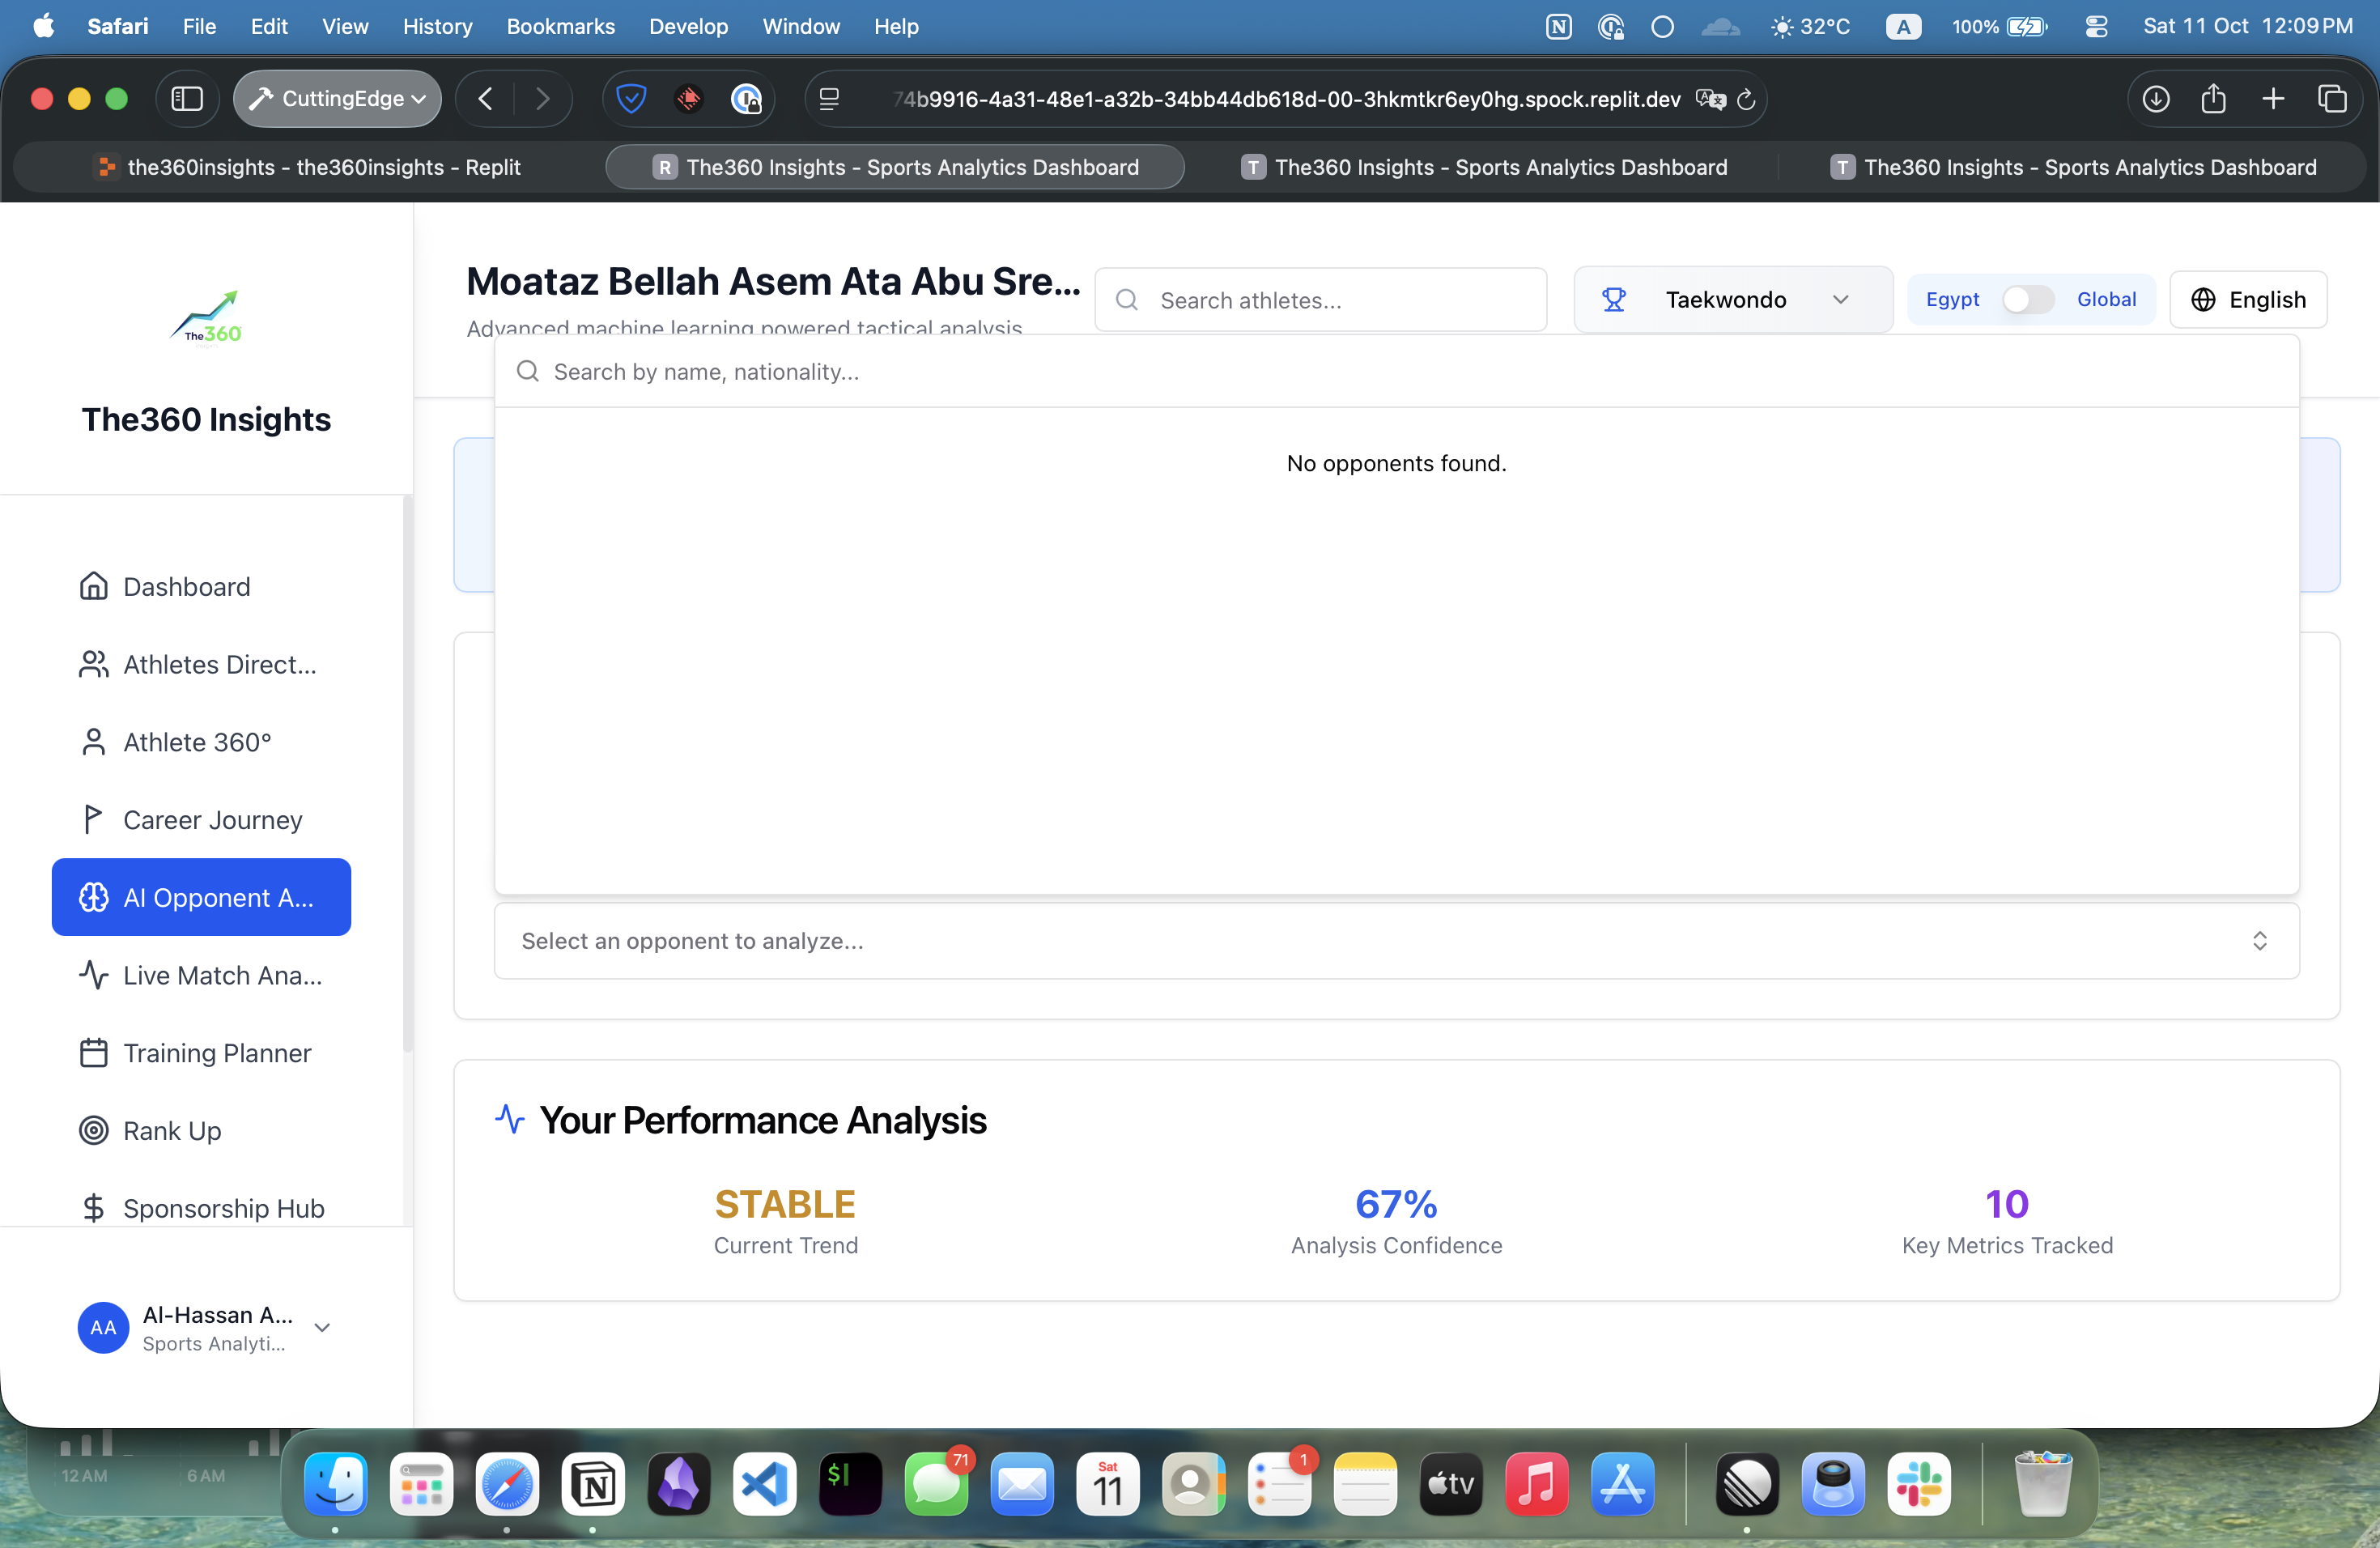 Safari File Edit View History Bookmarks Develop Window Help
32°C A 100% Sat 11 Oct 12:09 PM
CuttingEdge
74b9916-4a31-48e1-a32b-34bb44db618d-00-3hkmtkr6ey0hg.spock.replit.dev
the360insights - the360insights - Replit
R The360 Insights - Sports Analytics Dashboard
T The360 Insights - Sports Analytics Dashboard
T The360 Insights - Sports Analytics Dashboard
The360
The360 Insights
Dashboard
Athletes Direct...
Athlete 360°
Career Journey
AI Opponent A...
Live Match Ana...
Training Planner
Rank Up
Sponsorship Hub
AA
Al-Hassan A...
Sports Analyti...
Moataz Bellah Asem Ata Abu Sre...
Advanced machine learning powered tactical analysis
Search athletes...
Taekwondo
Egypt Global
English
Search by name, nationality...
No opponents found.
Select an opponent to analyze...
Your Performance Analysis
STABLE
Current Trend
67%
Analysis Confidence
10
Key Metrics Tracked
12 AM 6 AM
N
$
71
Sat
11
1
tv